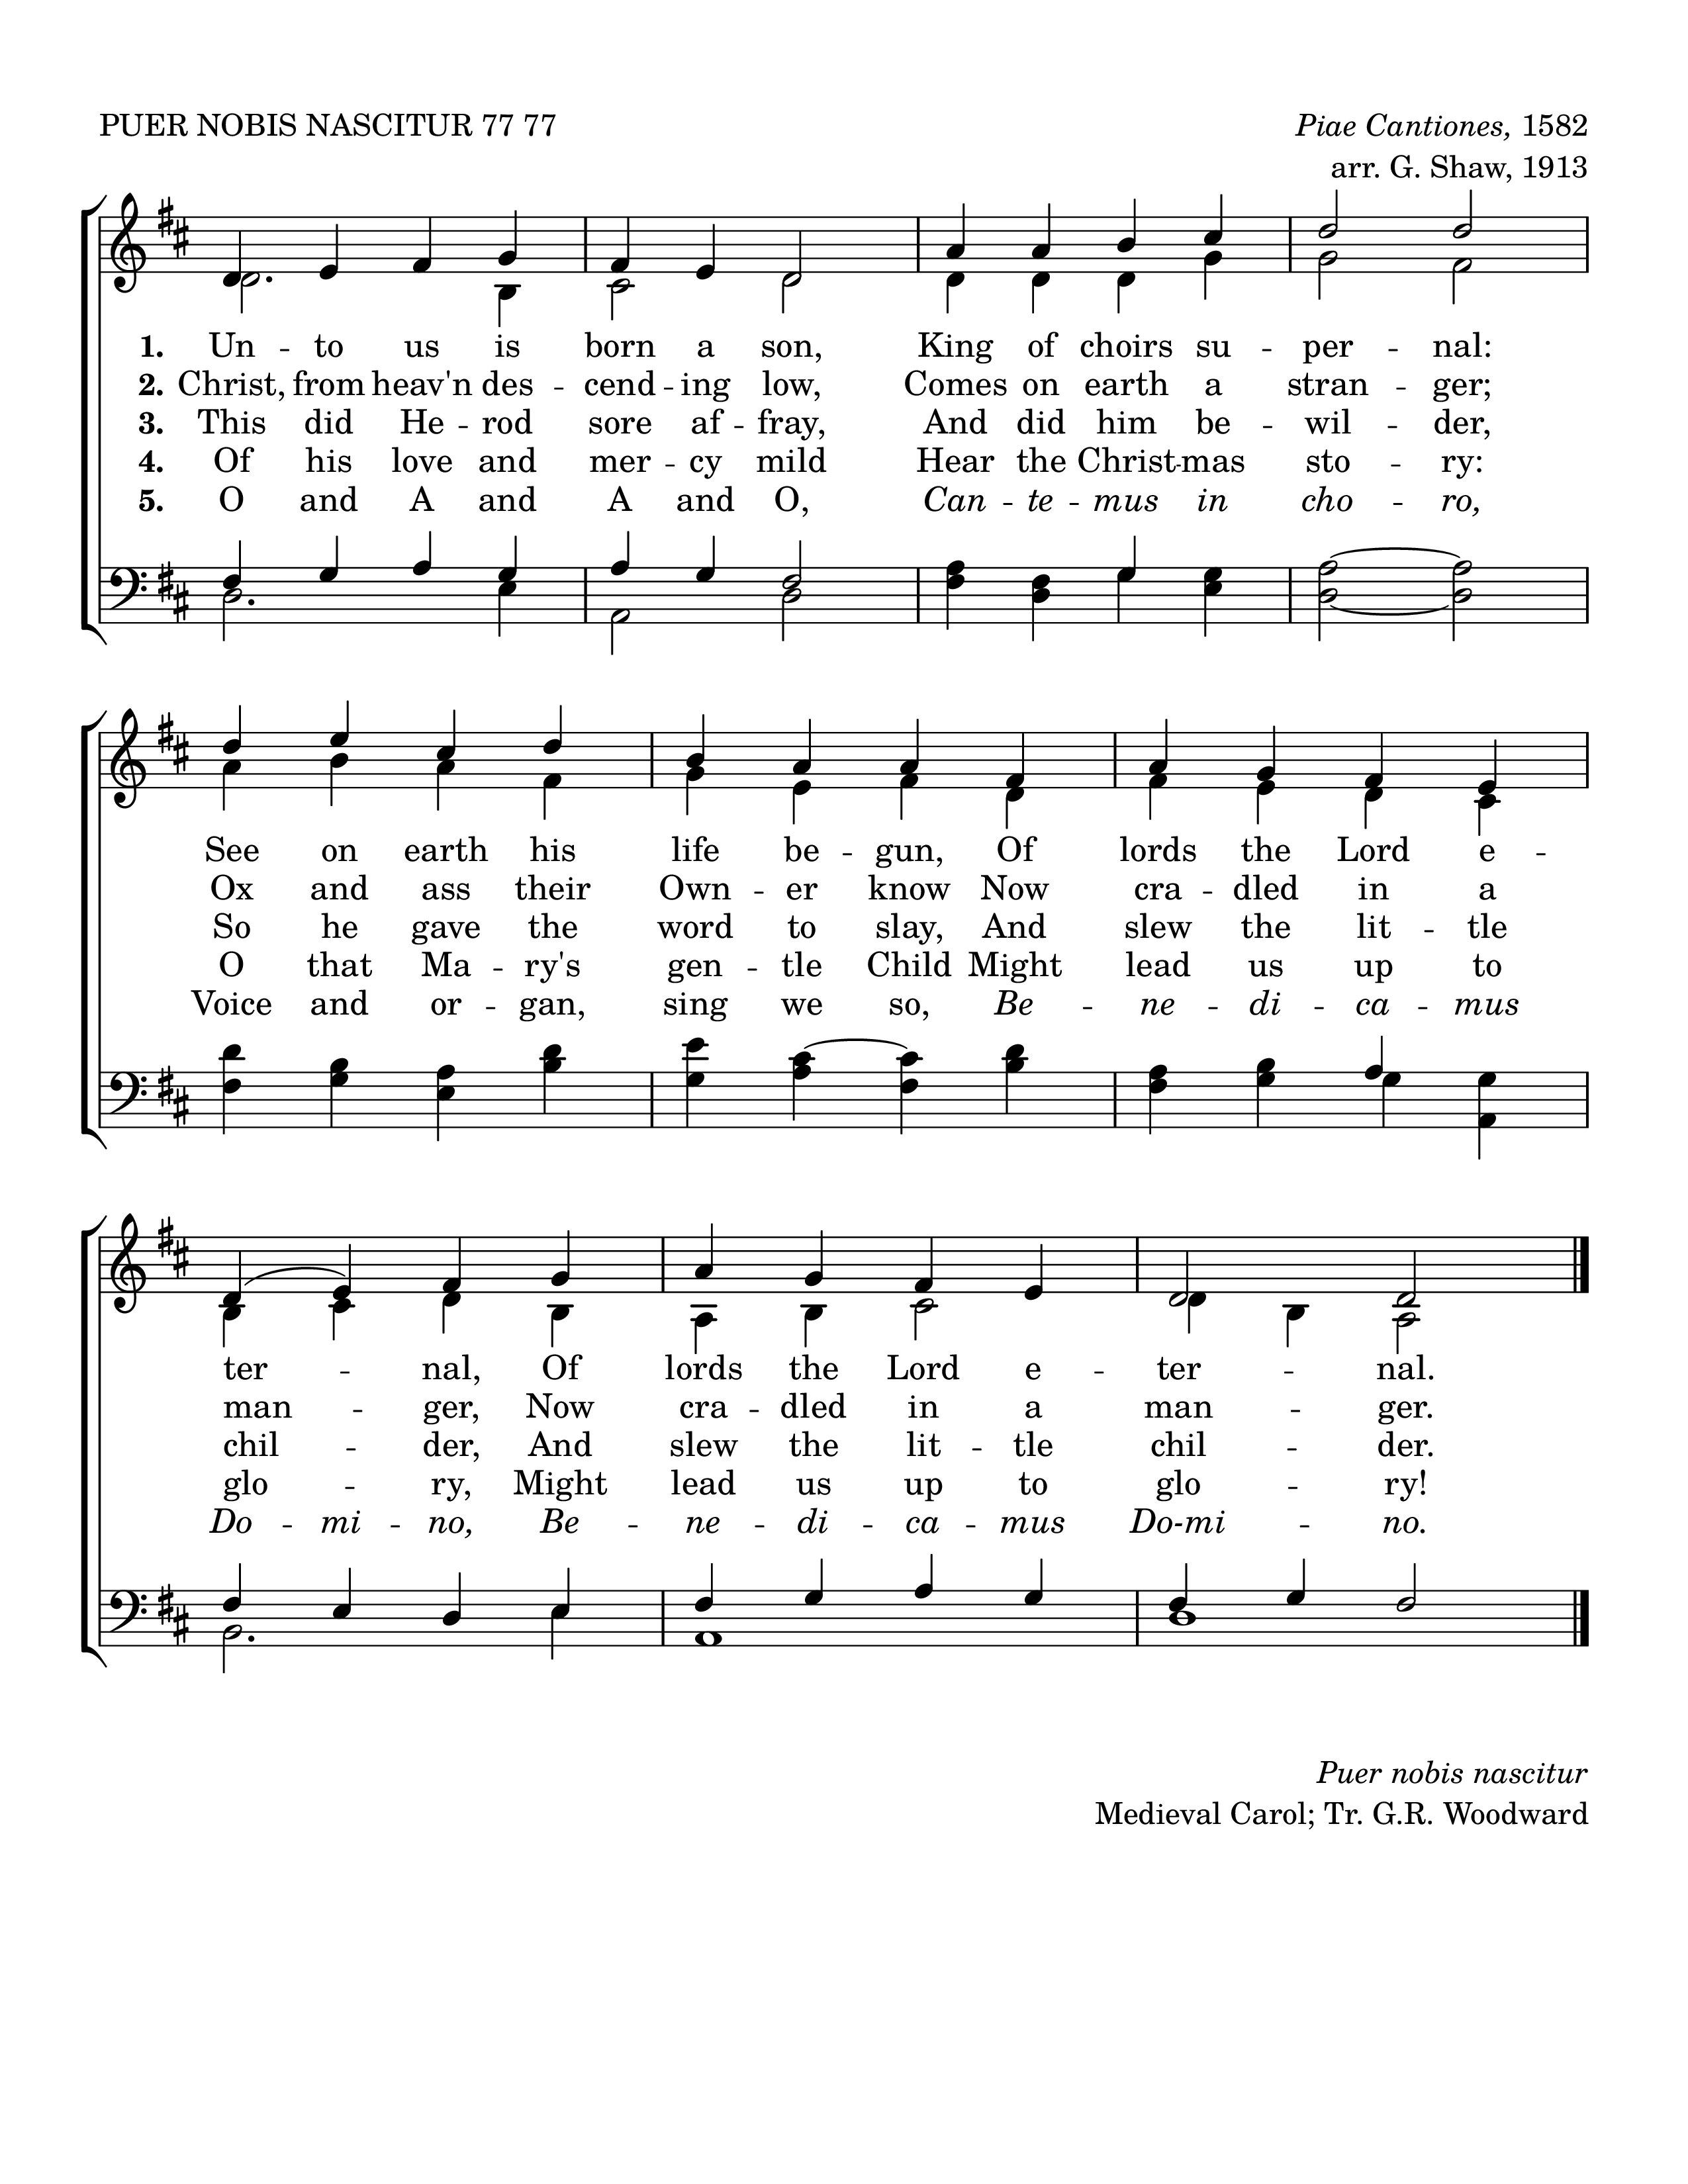 PUER NOBIS NASCITUR 77 77
Piae Cantiones, 1582
arr. G. Shaw, 1913
1. Un - to us is born a son, King of choirs su - per - nal:
2. Christ, from heav'n des - cend - ing low, Comes on earth a stran - ger;
3. This did He - rod sore af - fray, And did him be - wil - der,
4. Of his love and mer - cy mild Hear the Christ - mas sto - ry:
5. O and A and A and O, Can - te - mus in cho - ro,
See on earth his life be - gun, Of lords the Lord e -
Ox and ass their Own - er know Now cra - dled in a
So he gave the word to slay, And slew the lit - tle
O that Ma - ry's gen - tle Child Might lead us up to
Voice and or - gan, sing we so, Be - ne - di - ca - mus
ter - nal, Of lords the Lord e - ter - nal.
man - ger, Now cra - dled in a man - ger.
chil - der, And slew the lit - tle chil - der.
glo - ry, Might lead us up to glo - ry!
Do - mi - no, Be - ne - di - ca - mus Do-mi - no.
Puer nobis nascitur
Medieval Carol; Tr. G.R. Woodward